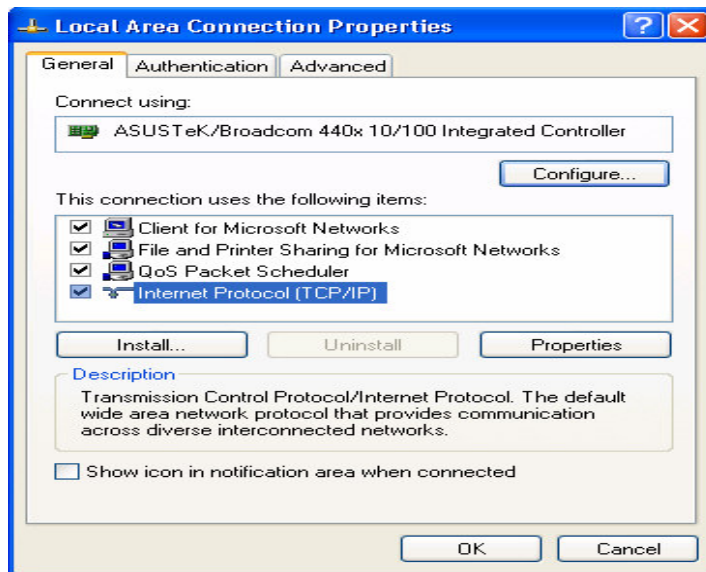 Local Area Connection Properties
General Authentication Advanced
Connect using:
ASUSTeK/Broadcom 440x 10/100 Integrated Controller
Configure...
This connection uses the following items:
Client for Microsoft Networks
File and Printer Sharing for Microsoft Networks
QoS Packet Scheduler
Internet Protocol (TCP/IP)
Install... Uninstall Properties
Description
Transmission Control Protocol/Internet Protocol. The default
wide area network protocol that provides communication
across diverse interconnected networks.
Show icon in notification area when connected
OK Cancel